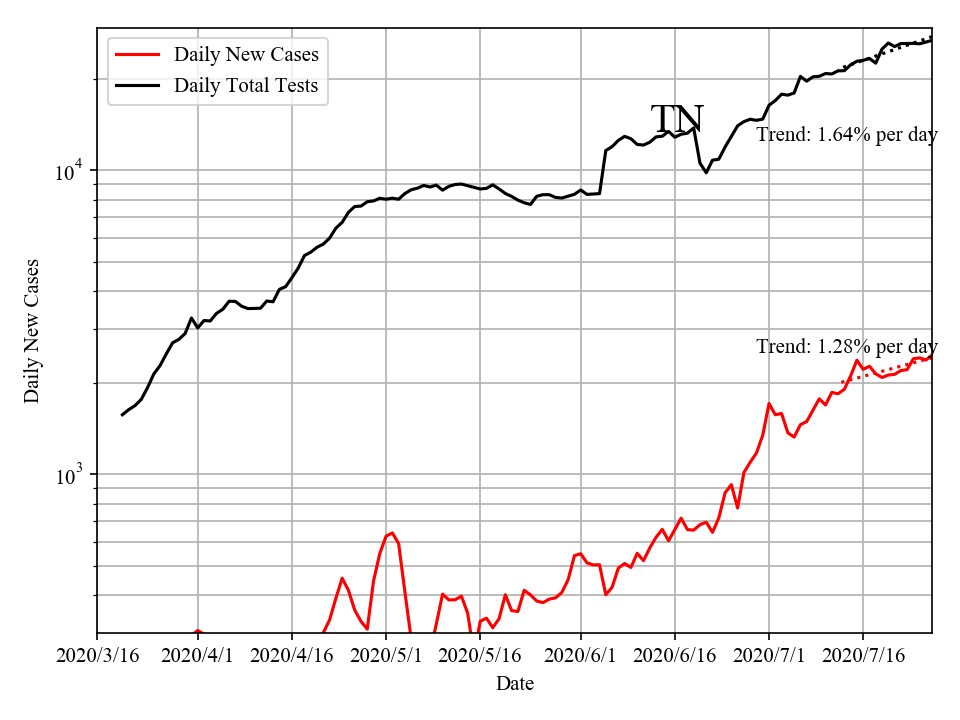 Daily New Cases
Daily Total Tests
TN
Trend: 1.64% per day
10^4
Trend: 1.28% per day
10^3
Daily New Cases
2020/3/16 2020/4/1 2020/4/16 2020/5/1 2020/5/16 2020/6/1 2020/6/16 2020/7/1 2020/7/16
Date